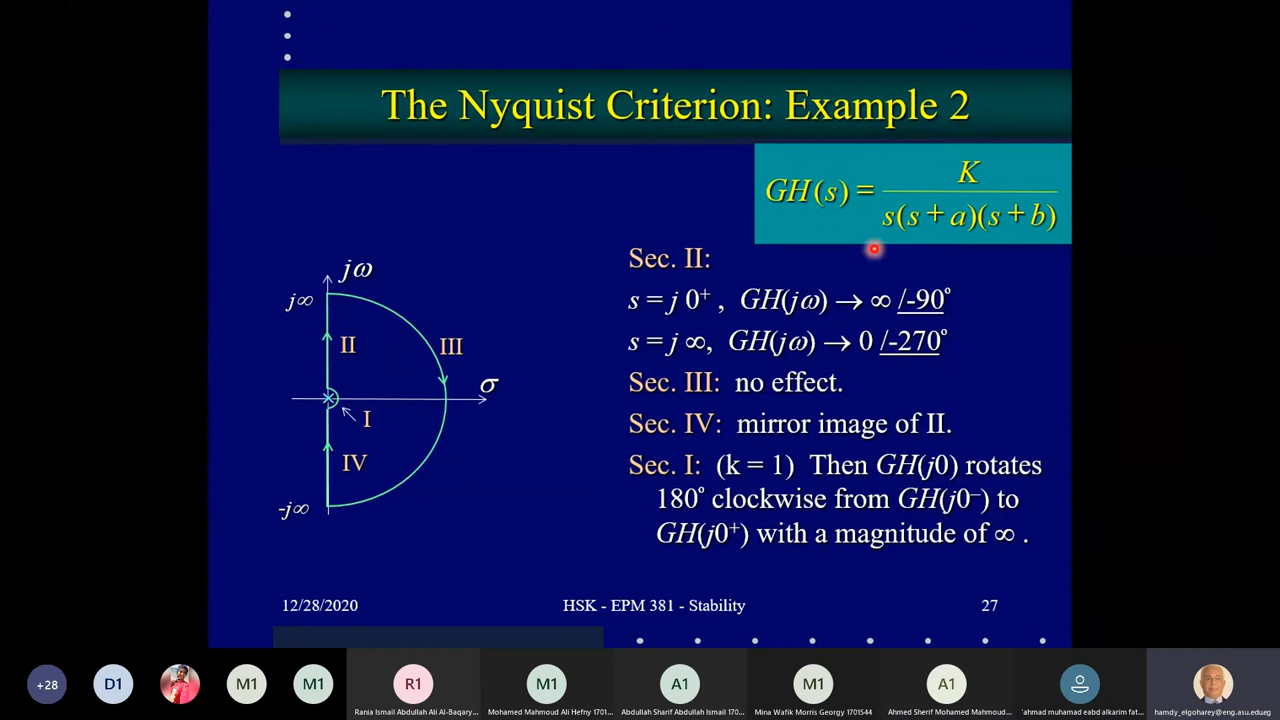 The Nyquist Criterion: Example 2
GH(s) = K / s(s + a)(s + b)
Sec. II:
s = j 0⁺ , GH(jω) → ∞ /-90°
s = j ∞, GH(jω) → 0 /-270°
Sec. III: no effect.
Sec. IV: mirror image of II.
Sec. I: (k = 1) Then GH(j0) rotates
180° clockwise from GH(j0⁻) to
GH(j0⁺) with a magnitude of ∞ .
jω
j∞
II
III
σ
I
IV
-j∞
12/28/2020
HSK - EPM 381 - Stability
27
+28
D1
M1
M1
R1
M1
A1
M1
A1
Rania Ismail Abdullah Ali Al-Baqary...
Mohamed Mahmoud Ali Hefny 1701...
Abdullah Sharif Abdullah Ismail 170...
Mina Wafik Morris Georgy 1701544
Ahmed Sherif Mohamed Mahmoud...
'ahmad muhamad eabd alkarim fat...
hamdy_elgoharey@eng.asu.edueg